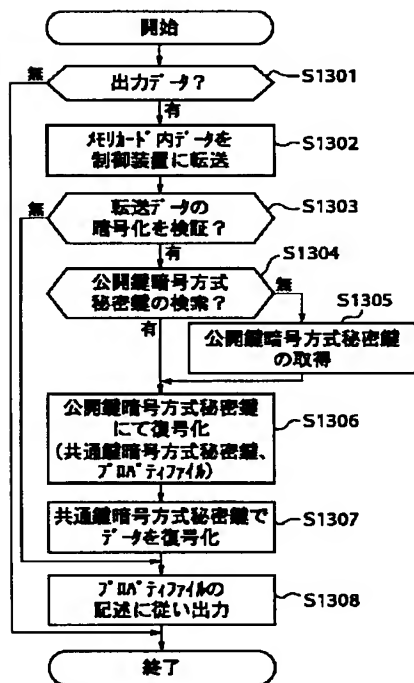 開始
無
出力データ?
S1301
有
メモリカード内データを
制御装置に転送
S1302
無
転送データの
暗号化を検証?
S1303
有
S1304
公開鍵暗号方式
秘密鍵の検索?
無
S1305
有
公開鍵暗号方式秘密鍵
の取得
公開鍵暗号方式秘密鍵
にて復号化
(共通鍵暗号方式秘密鍵、
プロパティファイル)
S1306
共通鍵暗号方式秘密鍵で
データを復号化
S1307
プロパティファイルの
記述に従い出力
S1308
終了